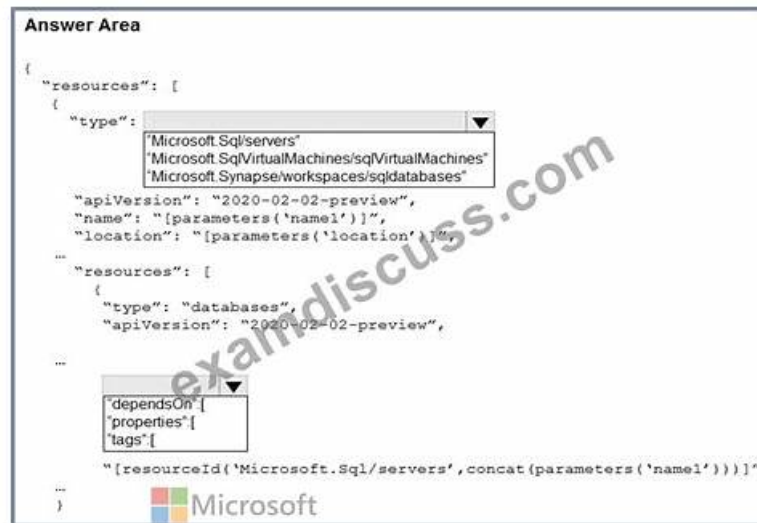 Answer Area
{
"resources": [
{
"type":
"Microsoft.Sql/servers"
"Microsoft.SqlVirtualMachines/sqlVirtualMachines"
"Microsoft.Synapse/workspaces/sqldatabases"
"apiVersion": "2020-02-02-preview",
"name": "[parameters('name1')]",
"location": "[parameters('location')]",
...
"resources": [
{
"type": "databases",
"apiVersion": "2020-02-02-preview",
...
"dependsOn":[
"properties":[
"tags":[
"[resourceId('Microsoft.Sql/servers',concat(parameters('name1')))]"
...
}
Microsoft
examdiscuss.com